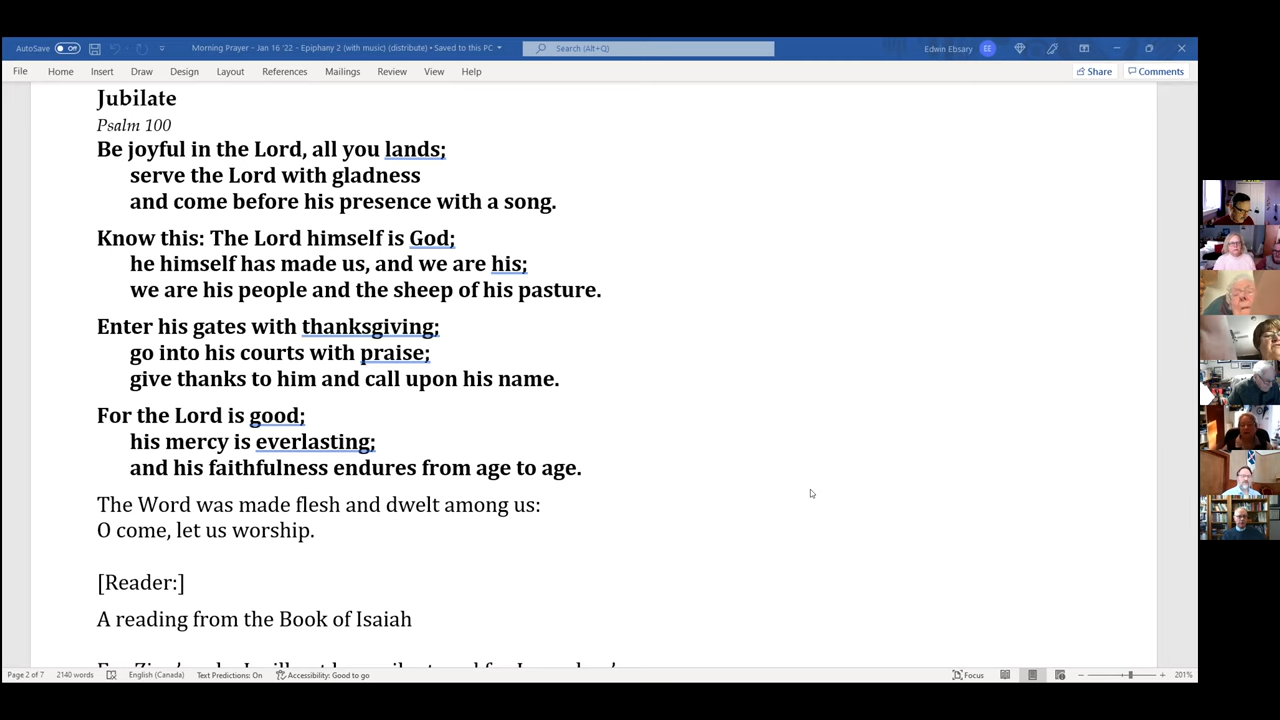 AutoSave Off Morning Prayer - Jan 16 '22 - Epiphany 2 (with music) (distribute) • Saved to this PC Search (Alt+Q) Edwin Ebsary EE
File Home Insert Draw Design Layout References Mailings Review View Help Share Comments
Jubilate
Psalm 100
Be joyful in the Lord, all you lands;
serve the Lord with gladness
and come before his presence with a song.
Know this: The Lord himself is God;
he himself has made us, and we are his;
we are his people and the sheep of his pasture.
Enter his gates with thanksgiving;
go into his courts with praise;
give thanks to him and call upon his name.
For the Lord is good;
his mercy is everlasting;
and his faithfulness endures from age to age.
The Word was made flesh and dwelt among us:
O come, let us worship.
[Reader:]
A reading from the Book of Isaiah
Page 2 of 7 2140 words English (Canada) Text Predictions: On Accessibility: Good to go Focus 201%